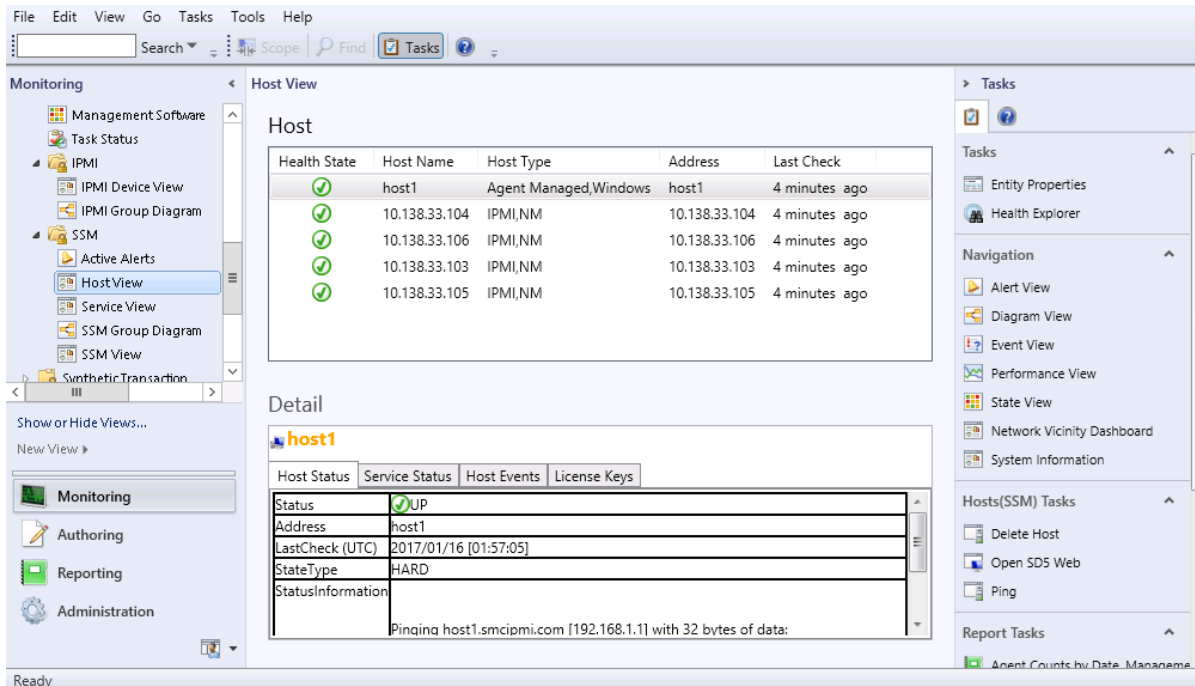 File Edit View Go Tasks Tools Help
Search Scope Find Tasks
Monitoring
Management Software
Task Status
IPMI
IPMI Device View
IPMI Group Diagram
SSM
Active Alerts
Host View
Service View
SSM Group Diagram
SSM View
Synthetic Transaction
Show or Hide Views...
New View
Monitoring
Authoring
Reporting
Administration
Host View
Host
Health State Host Name Host Type Address Last Check
host1 Agent Managed,Windows host1 4 minutes ago
10.138.33.104 IPMI,NM 10.138.33.104 4 minutes ago
10.138.33.106 IPMI,NM 10.138.33.106 4 minutes ago
10.138.33.103 IPMI,NM 10.138.33.103 4 minutes ago
10.138.33.105 IPMI,NM 10.138.33.105 4 minutes ago
Detail
host1
Host Status Service Status Host Events License Keys
Status UP
Address host1
LastCheck (UTC) 2017/01/16 [01:57:05]
StateType HARD
StatusInformation
Pinging host1.smcipmi.com [192.168.1.1] with 32 bytes of data:
Tasks
Tasks
Entity Properties
Health Explorer
Navigation
Alert View
Diagram View
Event View
Performance View
State View
Network Vicinity Dashboard
System Information
Hosts(SSM) Tasks
Delete Host
Open SD5 Web
Ping
Report Tasks
Agent Counts by Date, Manageme
Ready